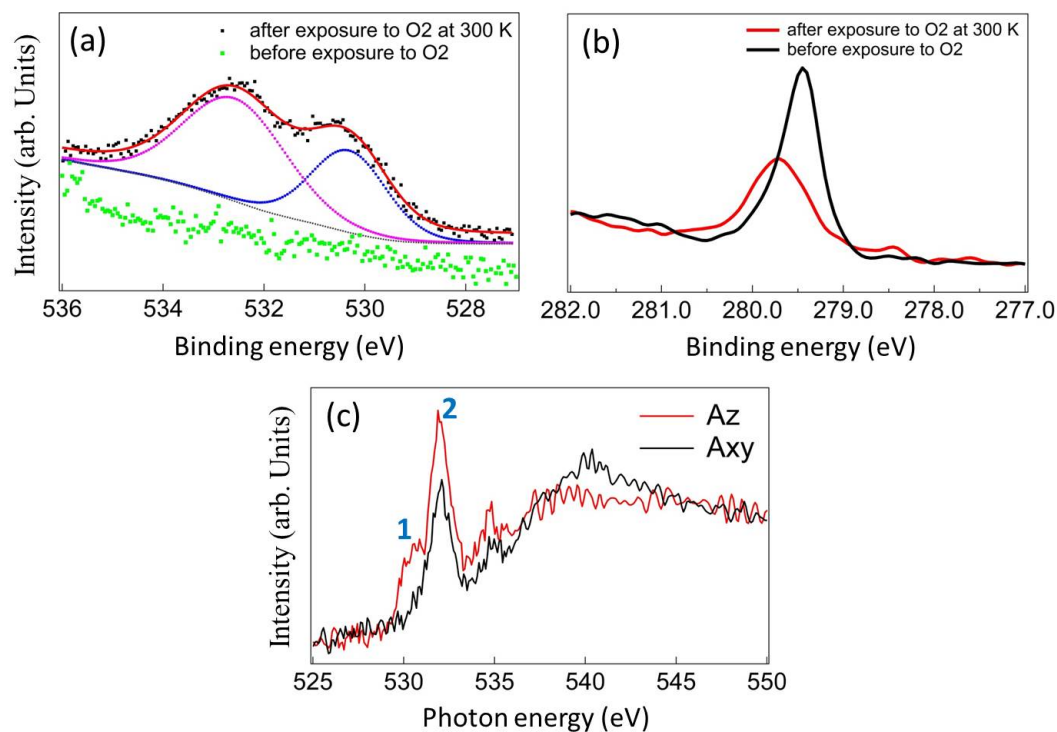 (a)
after exposure to O2 at 300 K
before exposure to O2
Intensity (arb. Units)
536 534 532 530 528
Binding energy (eV)
(b)
after exposure to O2 at 300 K
before exposure to O2
Intensity (arb. Units)
282.0 281.0 280.0 279.0 278.0 277.0
Binding energy (eV)
(c)
Az
Axy
1
2
Intensity (arb. Units)
525 530 535 540 545 550
Photon energy (eV)